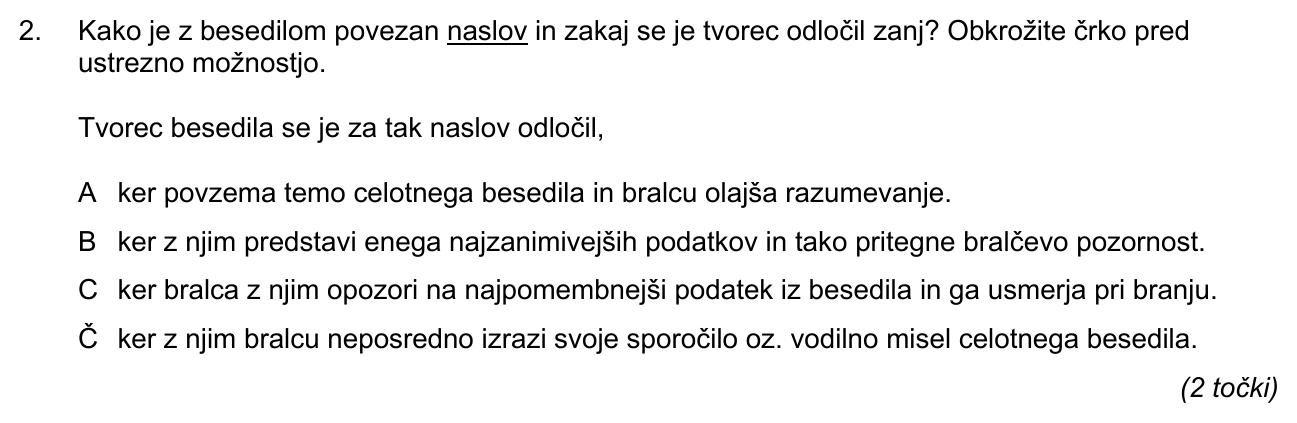 2. Kako je z besedilom povezan naslov in zakaj se je tvorec odločil zanj? Obkrožite črko pred
ustrezno možnostjo.
Tvorec besedila se je za tak naslov odločil,
A ker povzema temo celotnega besedila in bralcu olajša razumevanje.
B ker z njim predstavi enega najzanimivejših podatkov in tako pritegne bralčevo pozornost.
C ker bralca z njim opozori na najpomembnejši podatek iz besedila in ga usmerja pri branju.
Č ker z njim bralcu neposredno izrazi svoje sporočilo oz. vodilno misel celotnega besedila.
(2 točki)